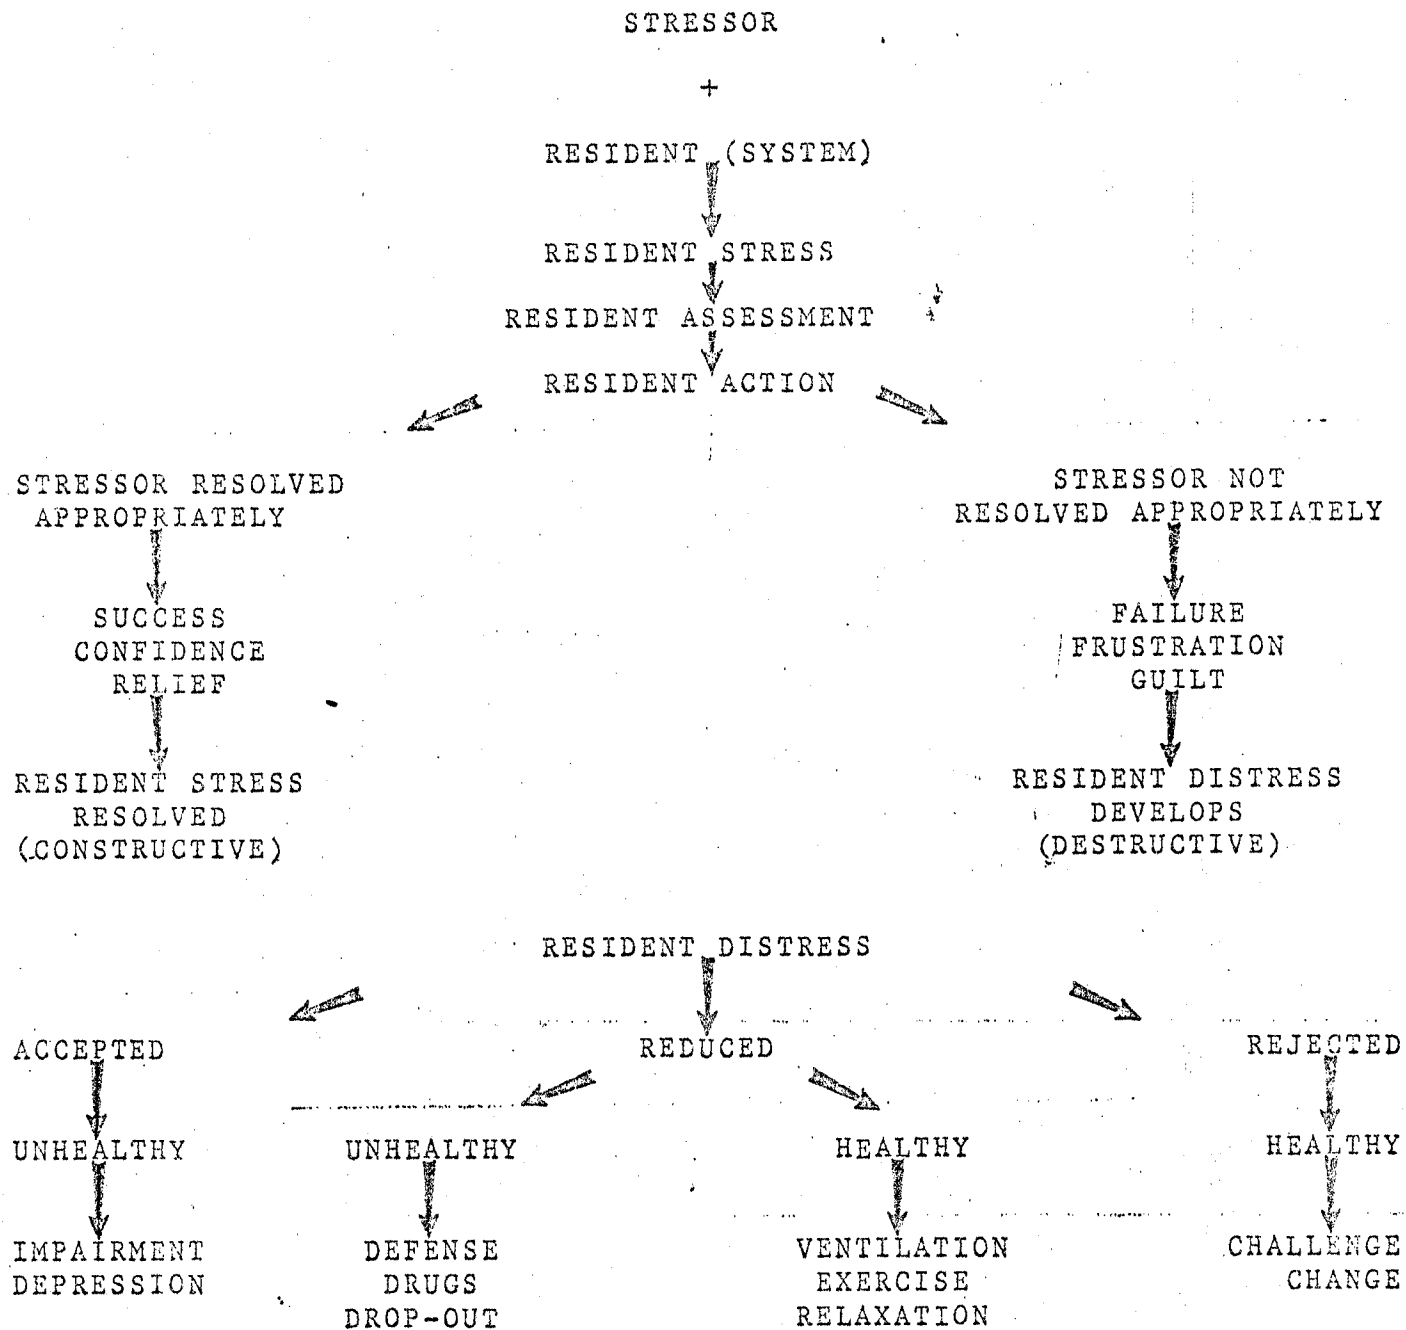 STRESSOR
+
RESIDENT (SYSTEM)
RESIDENT STRESS
RESIDENT ASSESSMENT
RESIDENT ACTION
STRESSOR RESOLVED
APPROPRIATELY
SUCCESS
CONFIDENCE
RELIEF
RESIDENT STRESS
RESOLVED
(CONSTRUCTIVE)
STRESSOR NOT
RESOLVED APPROPRIATELY
FAILURE
FRUSTRATION
GUILT
RESIDENT DISTRESS
DEVELOPS
(DESTRUCTIVE)
RESIDENT DISTRESS
ACCEPTED
UNHEALTHY
IMPAIRMENT
DEPRESSION
REDUCED
UNHEALTHY
DEFENSE
DRUGS
DROP-OUT
HEALTHY
VENTILATION
EXERCISE
RELAXATION
REJECTED
HEALTHY
CHALLENGE
CHANGE